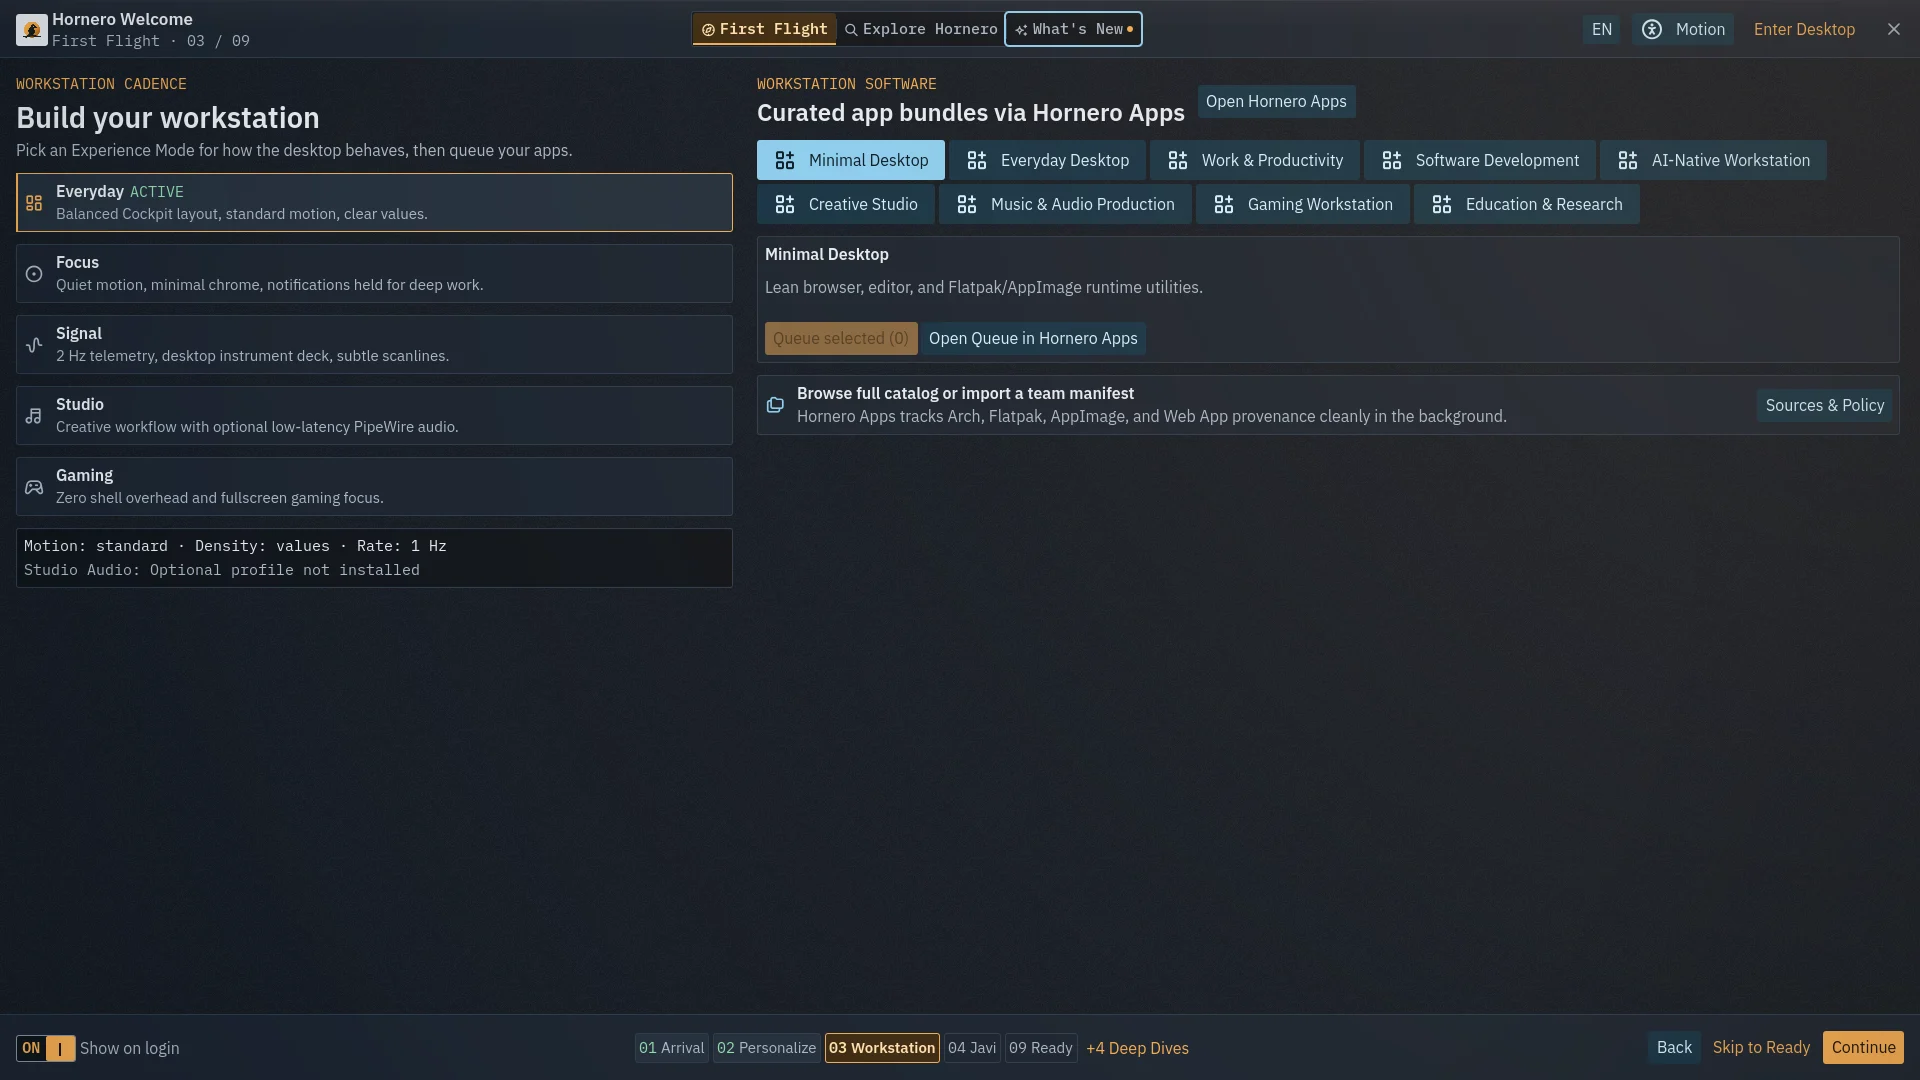 Hornero Welcome
First Flight · 03 / 09
First Flight
Explore Hornero
What's New
EN
Motion
Enter Desktop
WORKSTATION CADENCE
Build your workstation
Pick an Experience Mode for how the desktop behaves, then queue your apps.
Everyday ACTIVE
Balanced Cockpit layout, standard motion, clear values.
Focus
Quiet motion, minimal chrome, notifications held for deep work.
Signal
2 Hz telemetry, desktop instrument deck, subtle scanlines.
Studio
Creative workflow with optional low-latency PipeWire audio.
Gaming
Zero shell overhead and fullscreen gaming focus.
Motion: standard · Density: values · Rate: 1 Hz
Studio Audio: Optional profile not installed
WORKSTATION SOFTWARE
Curated app bundles via Hornero Apps
Open Hornero Apps
Minimal Desktop
Everyday Desktop
Work & Productivity
Software Development
AI-Native Workstation
Creative Studio
Music & Audio Production
Gaming Workstation
Education & Research
Minimal Desktop
Lean browser, editor, and Flatpak/AppImage runtime utilities.
Queue selected (0)
Open Queue in Hornero Apps
Browse full catalog or import a team manifest
Hornero Apps tracks Arch, Flatpak, AppImage, and Web App provenance cleanly in the background.
Sources & Policy
ON
Show on login
01 Arrival
02 Personalize
03 Workstation
04 Javi
09 Ready
+4 Deep Dives
Back
Skip to Ready
Continue